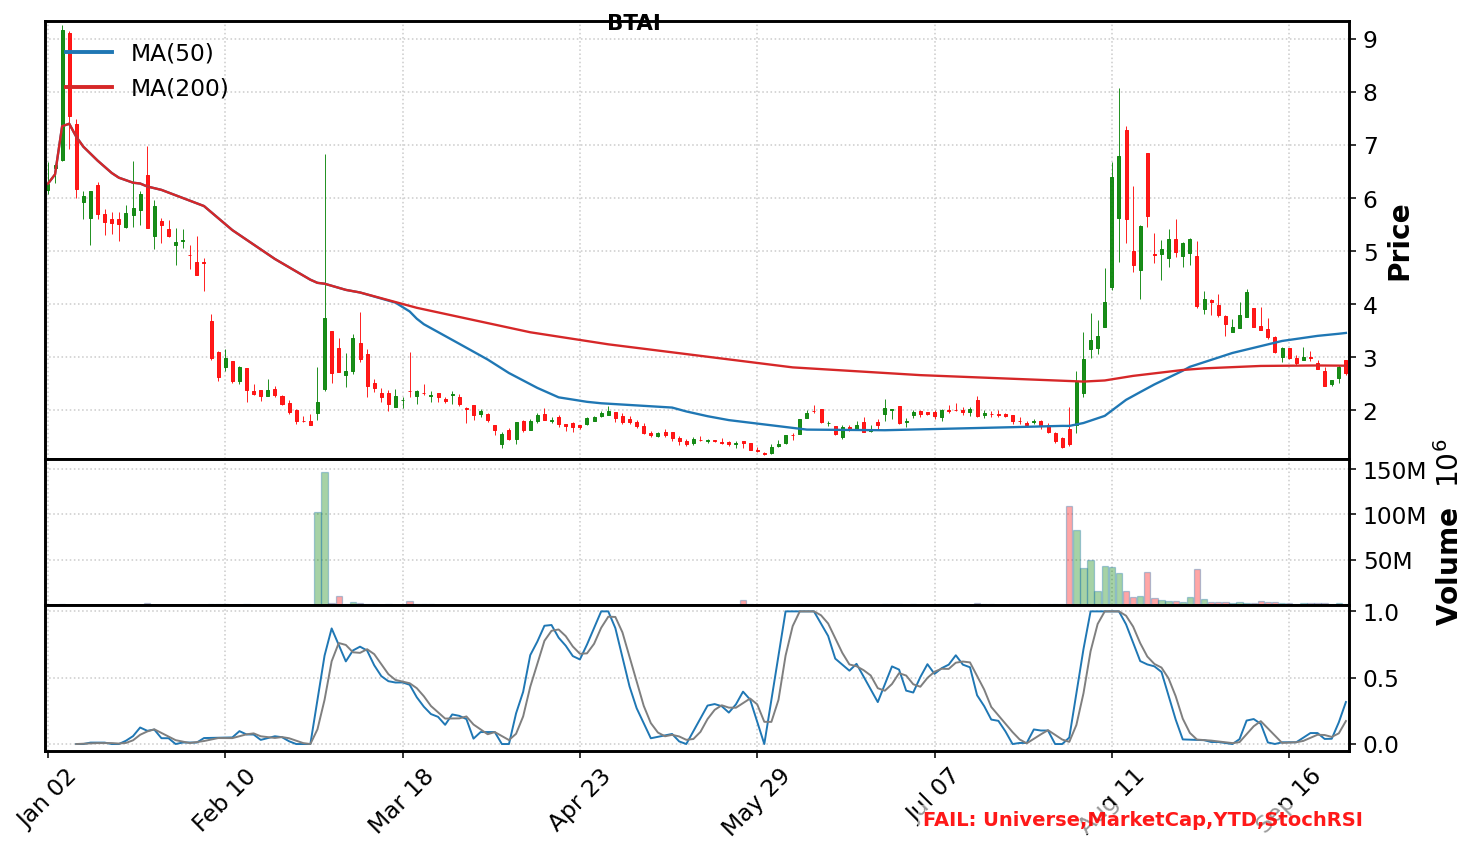 BTAI
MA(50)
MA(200)
9
8
7
6
5
4
3
2
Price
150M
100M
50M
Volume 10⁶
1.0
0.5
0.0
Jan 02
Feb 10
Mar 18
Apr 23
May 29
Jul 07
Aug 11
Sep 16
FAIL: Universe,MarketCap,YTD,StochRSI